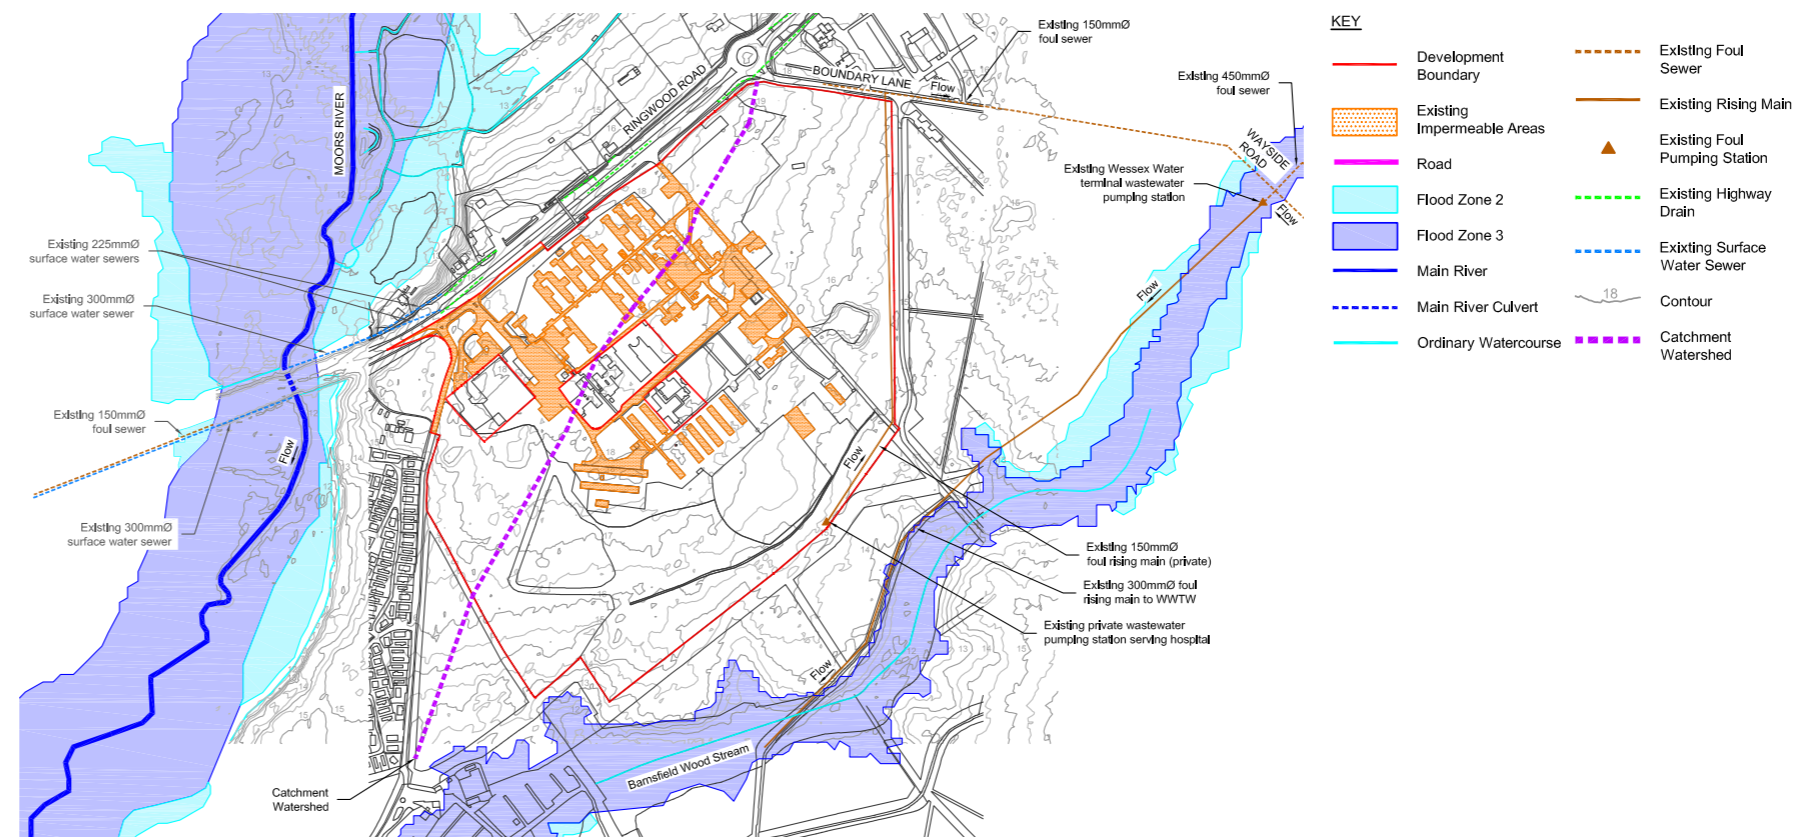 MOORS RIVER
RINGWOOD ROAD
BOUNDARY LANE
Flow
Existing 150mmØ
foul sewer
Existing 450mmØ
foul sewer
WAYSIDE
ROAD
Existing Wessex Water
terminal wastewater
pumping station
Flow
Flow
Existing 225mmØ
surface water sewers
Existing 300mmØ
surface water sewer
Existing 150mmØ
foul sewer
Flow
Existing 300mmØ
surface water sewer
Flow
Existing 150mmØ
foul rising main (private)
Existing 300mmØ foul
rising main to WWTW
Existing private wastewater
pumping station serving hospital
Flow
Barnsfield Wood Stream
Catchment
Watershed
KEY
Development
Boundary
Existing
Impermeable Areas
Road
Flood Zone 2
Flood Zone 3
Main River
Main River Culvert
Ordinary Watercourse
Existing Foul
Sewer
Existing Rising Main
Existing Foul
Pumping Station
Existing Highway
Drain
Exixting Surface
Water Sewer
18
Contour
Catchment
Watershed